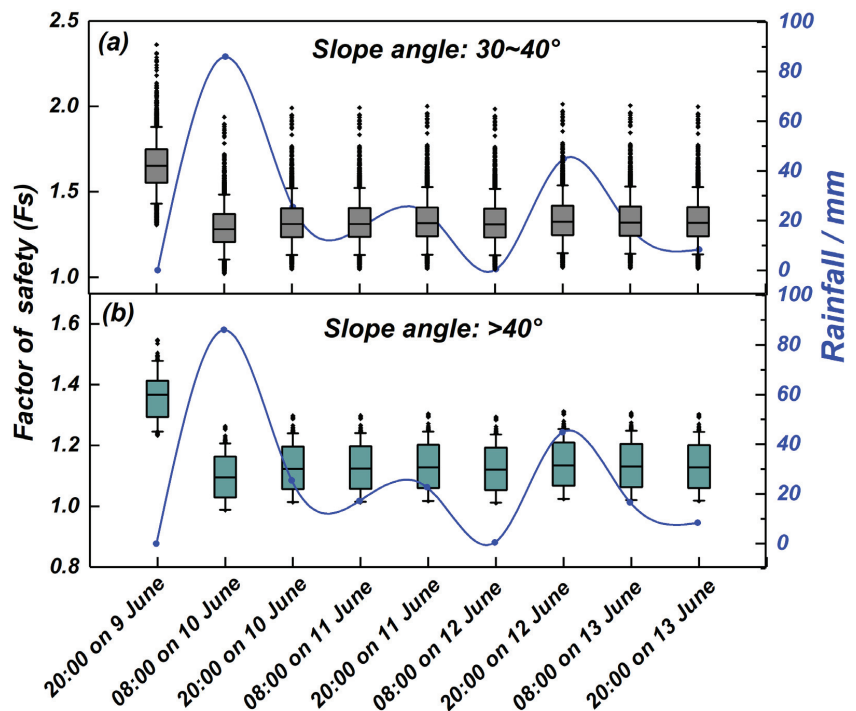 (a)
Slope angle: 30~40°
2.5
2.0
1.5
1.0
100
80
60
40
20
0
(b)
Slope angle: >40°
1.6
1.4
1.2
1.0
0.8
100
80
60
40
20
0
Factor of safety (Fs)
Rainfall / mm
20:00 on 9 June
08:00 on 10 June
20:00 on 10 June
08:00 on 11 June
20:00 on 11 June
08:00 on 12 June
20:00 on 12 June
08:00 on 13 June
20:00 on 13 June